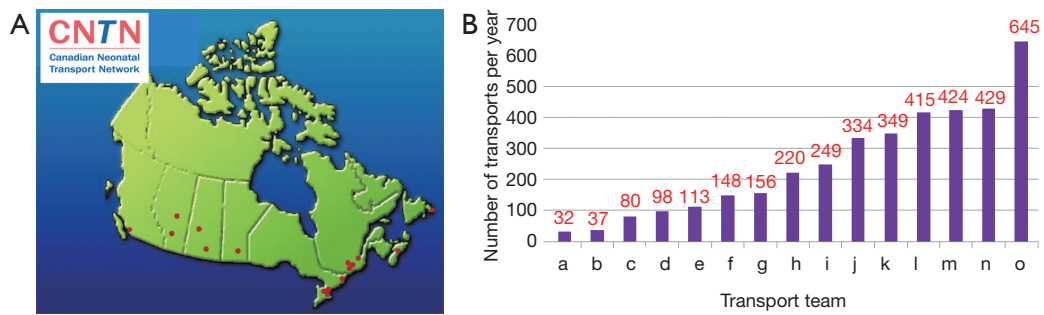 A
CNTN
Canadian Neonatal
Transport Network
B
Number of transports per year
700
600
500
400
300
200
100
0
32
37
80
98
113
148
156
220
249
334
349
415
424
429
645
a b c d e f g h i j k l m n o
Transport team